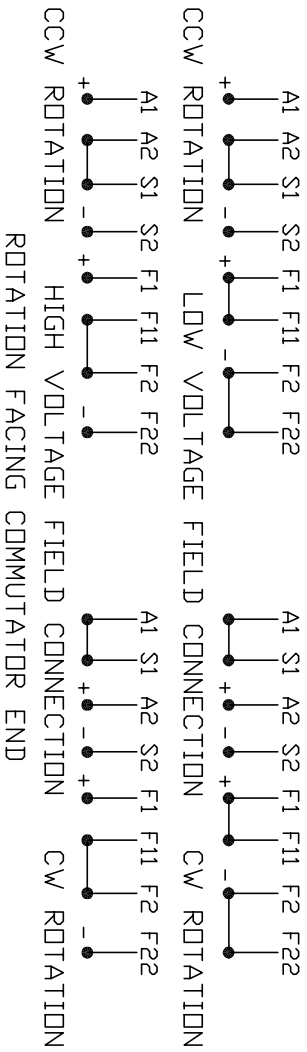 A1 A2 S1 S2 F1 F11 F2 F22 A1 S1 A2 S2 F1 F11 F2 F22
+ - + - + - + -
CCW ROTATION LOW VOLTAGE FIELD CONNECTION CW ROTATION
A1 A2 S1 S2 F1 F11 F2 F22 A1 S1 A2 S2 F1 F11 F2 F22
+ - + - + - + -
CCW ROTATION HIGH VOLTAGE FIELD CONNECTION CW ROTATION
ROTATION FACING COMMUTATOR END